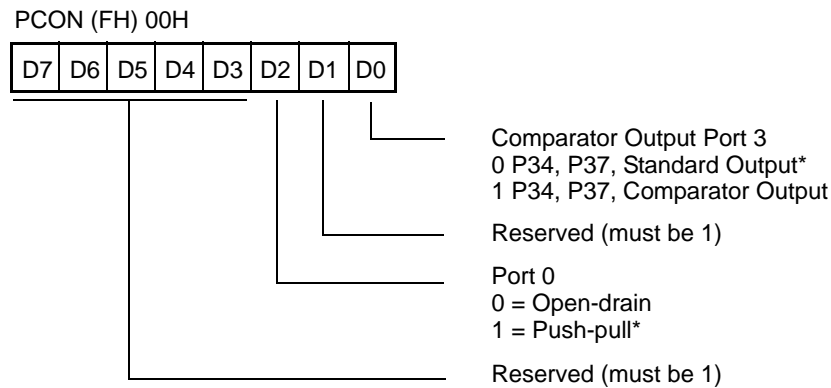 PCON (FH) 00H
D7 D6 D5 D4 D3 D2 D1 D0
Comparator Output Port 3
0 P34, P37, Standard Output*
1 P34, P37, Comparator Output
Reserved (must be 1)
Port 0
0 = Open-drain
1 = Push-pull*
Reserved (must be 1)